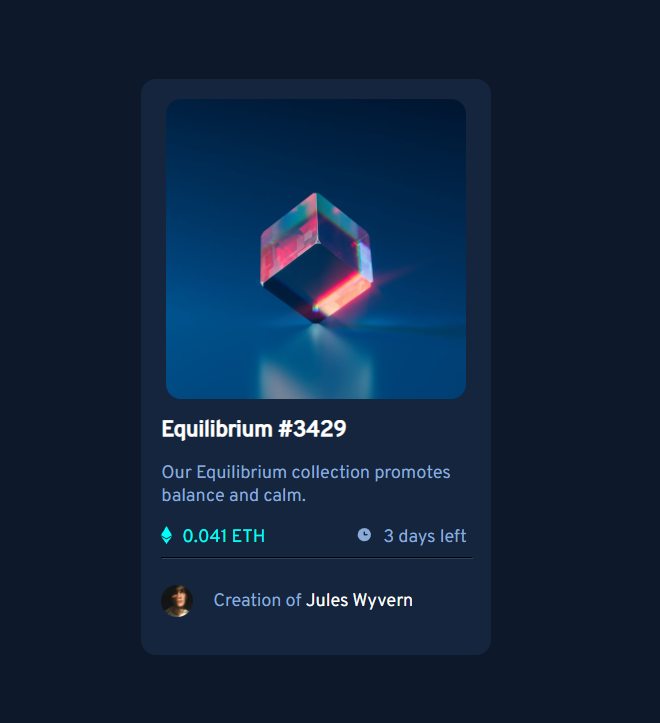 Equilibrium #3429
Our Equilibrium collection promotes
balance and calm.
0.041 ETH
3 days left
Creation of Jules Wyvern